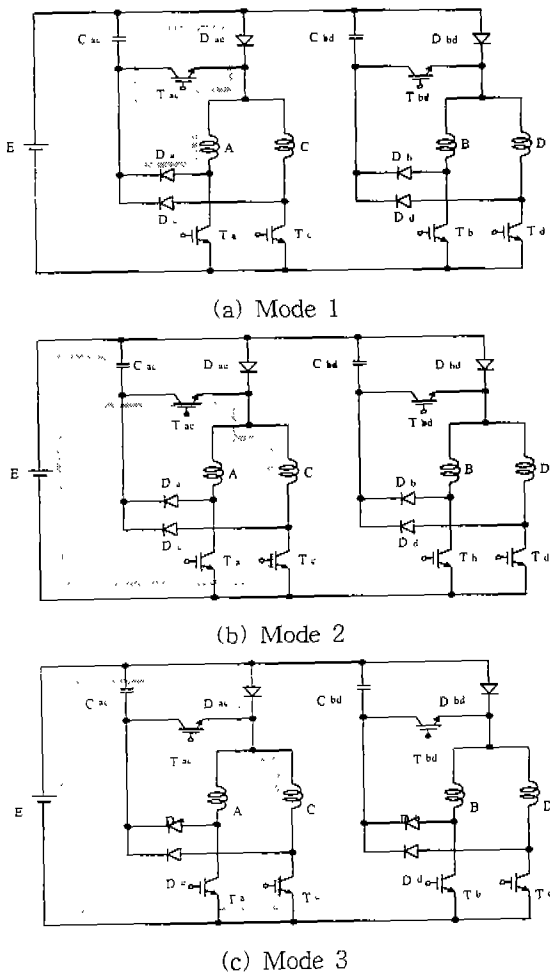 C ac D ac C bd D bd
T ac T bd
E D a A C D b B D
D c D d
T a T c T b T d
(a) Mode 1
C ac D ac C bd D bd
T ac T bd
E D a A C D b B D
D c D d
T a T c T b T d
(b) Mode 2
C ac D ac C bd D bd
T ac T bd
E A C B D
D c T a T c D d T b
(c) Mode 3